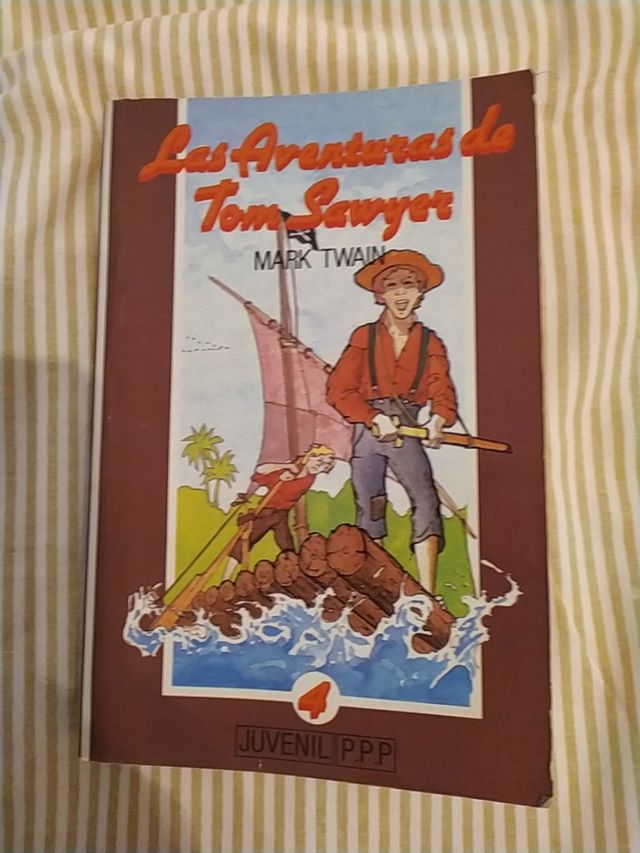 Las Aventuras de
Tom Sawyer
MARK TWAIN
4
JUVENIL P.P.P